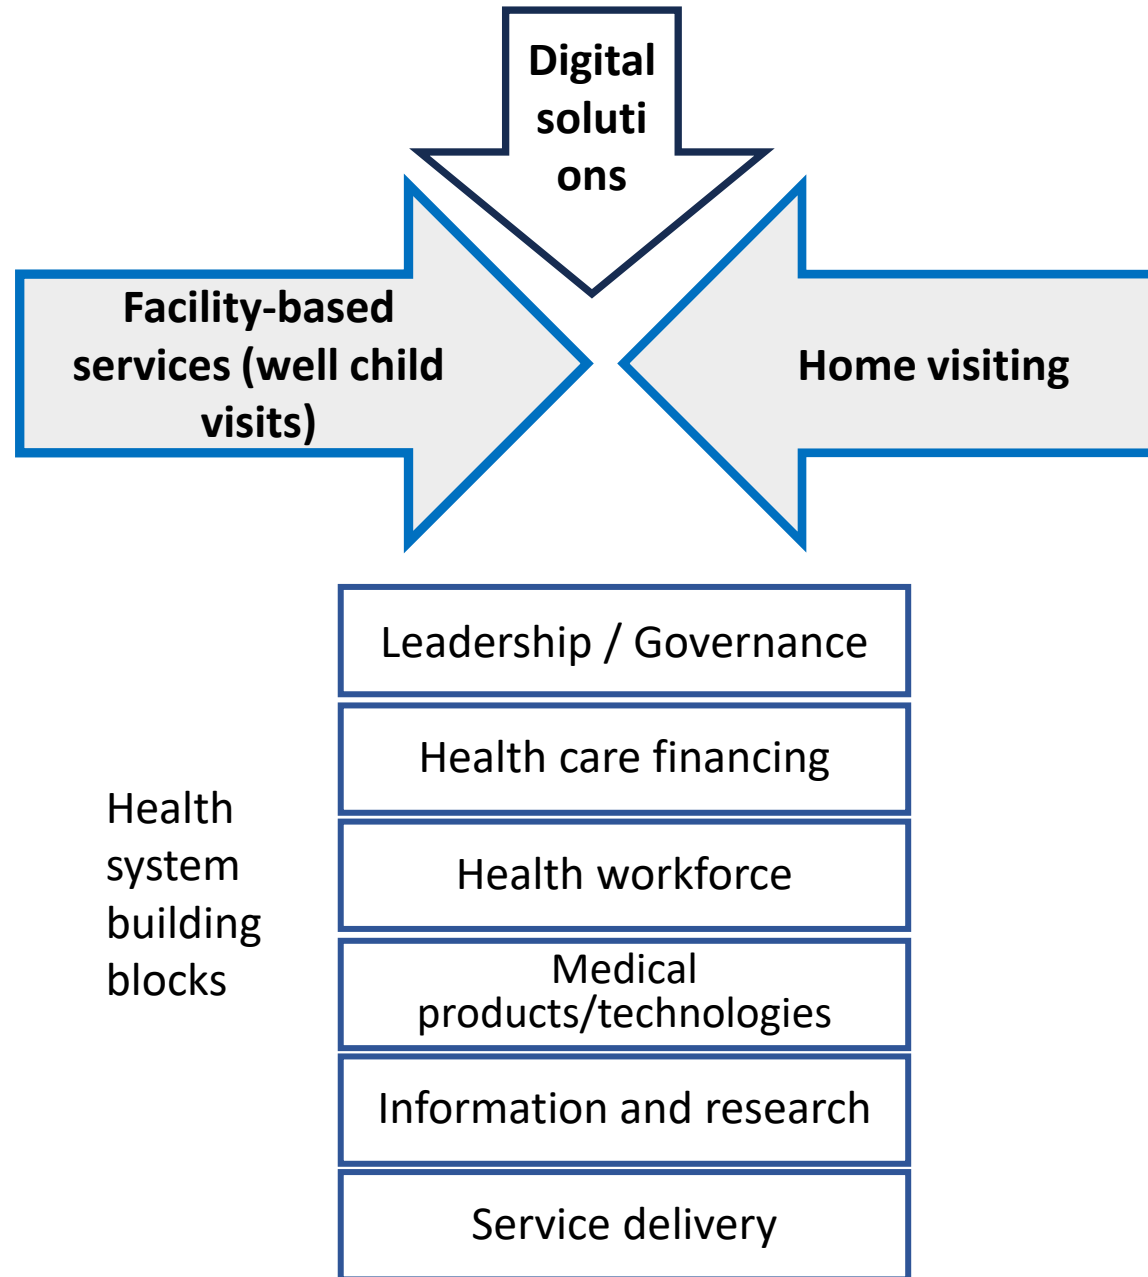 Digital
soluti
ons
Facility-based
services (well child
visits)
Home visiting
Leadership / Governance
Health care financing
Health workforce
Medical
products/technologies
Information and research
Service delivery
Health
system
building
blocks